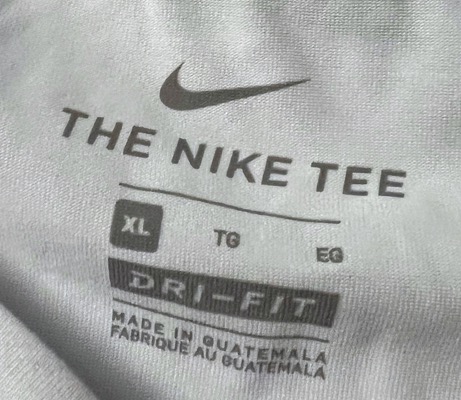 THE NIKE TEE
XL TG EG
DRI-FIT
MADE IN GUATEMALA
FABRIQUE AU GUATEMALA